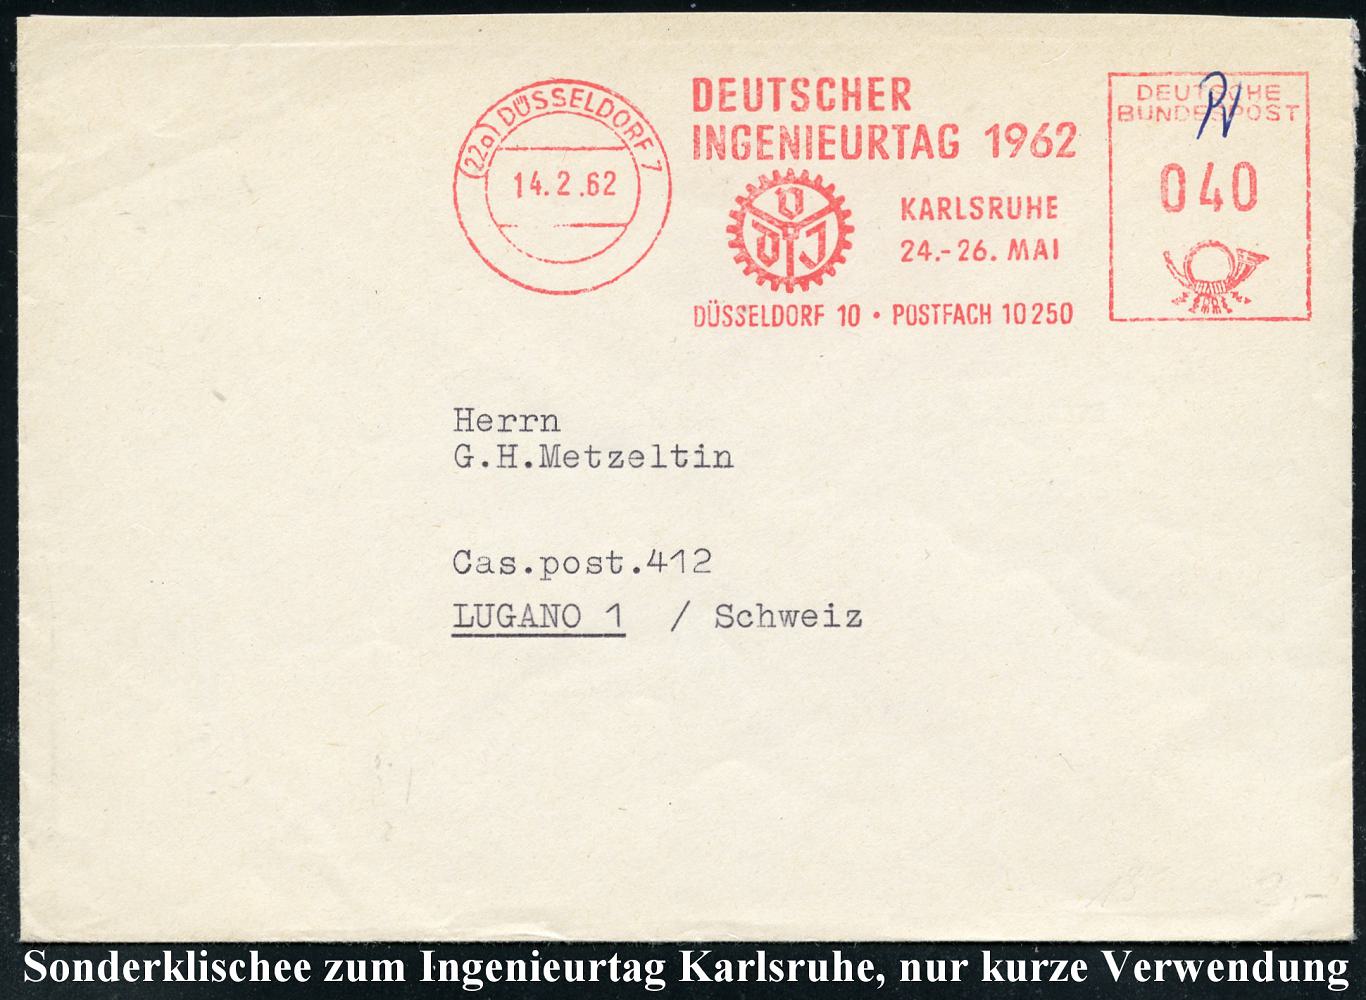 (22a) DÜSSELDORF 7
14.2.62
DEUTSCHER
INGENIEURTAG 1962
VDI
KARLSRUHE
24.-26. MAI
DÜSSELDORF 10 • POSTFACH 10250
DEUTSCHE
BUNDESPOST
040
Herrn
G.H.Metzeltin
Cas.post.412
LUGANO 1 / Schweiz
Sonderklischee zum Ingenieurtag Karlsruhe, nur kurze Verwendung